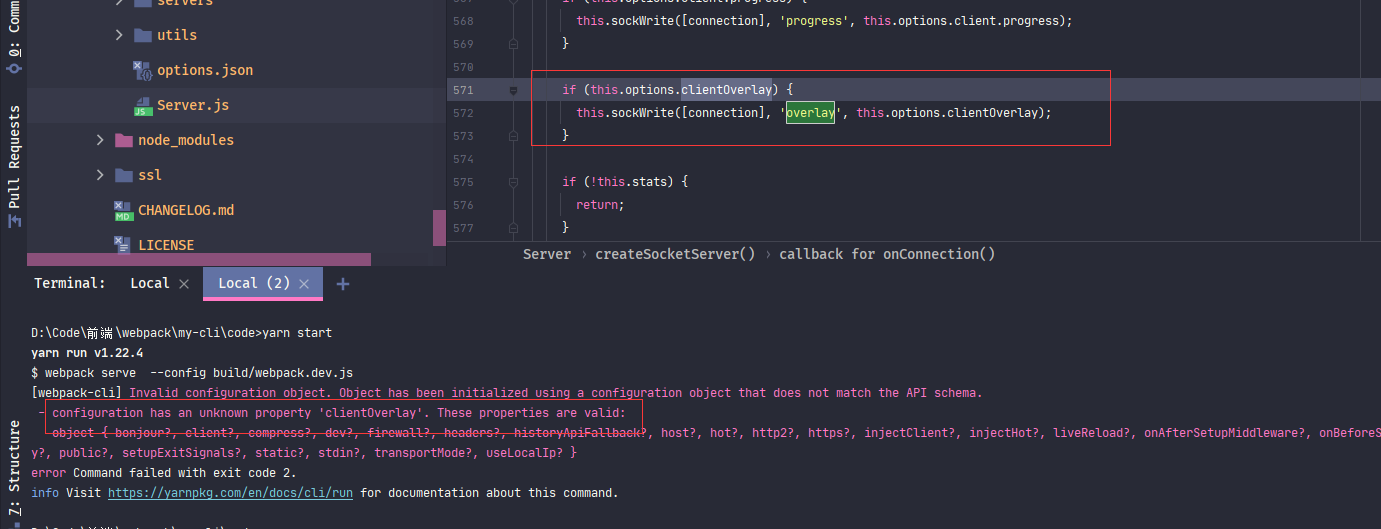 0: Comm
Pull Requests
7: Structure
servers
utils
options.json
Server.js
node_modules
ssl
CHANGELOG.md
LICENSE
568 this.sockWrite([connection], 'progress', this.options.client.progress);
569 }
570
571 if (this.options.clientOverlay) {
572 this.sockWrite([connection], 'overlay', this.options.clientOverlay);
573 }
574
575 if (!this.stats) {
576 return;
577 }
Server › createSocketServer() › callback for onConnection()
Terminal: Local × Local (2) × +
D:\Code\前端\webpack\my-cli\code>yarn start
yarn run v1.22.4
$ webpack serve  --config build/webpack.dev.js
[webpack-cli] Invalid configuration object. Object has been initialized using a configuration object that does not match the API schema.
- configuration has an unknown property 'clientOverlay'. These properties are valid:
object { bonjour?, client?, compress?, dev?, firewall?, headers?, historyApiFallback?, host?, hot?, http2?, https?, injectClient?, injectHot?, liveReload?, onAfterSetupMiddleware?, onBeforeS
y?, public?, setupExitSignals?, static?, stdin?, transportMode?, useLocalIp? }
error Command failed with exit code 2.
info Visit https://yarnpkg.com/en/docs/cli/run for documentation about this command.